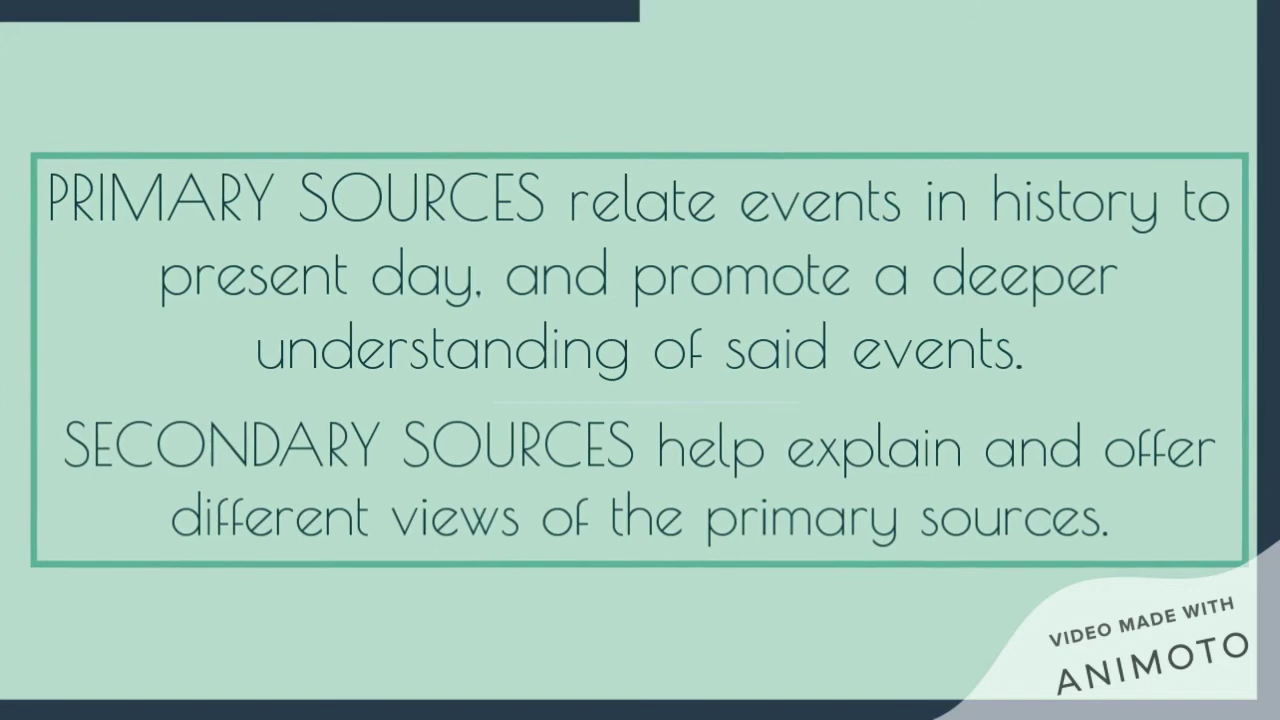 PRIMARY SOURCES relate events in history to
present day, and promote a deeper
understanding of said events.
SECONDARY SOURCES help explain and offer
different views of the primary sources.
VIDEO MADE WITH
ANIMOTO